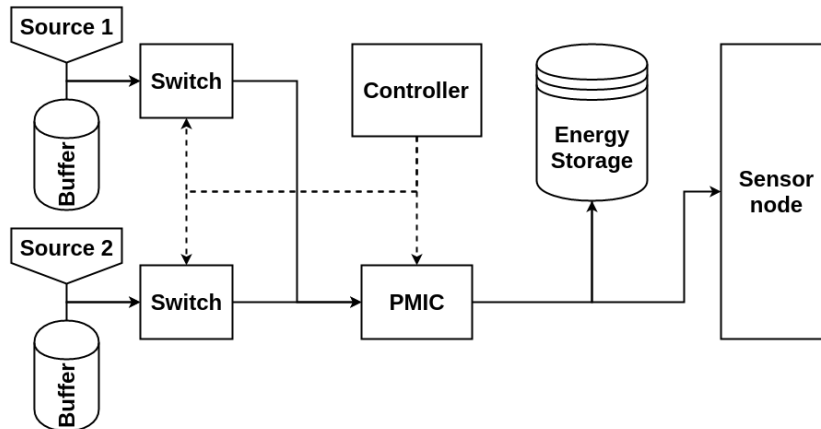 Source 1
Switch
Buffer
Controller
Energy
Storage
Sensor
node
Source 2
Switch
Buffer
PMIC